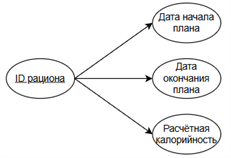 Дата начала
плана
ID рациона
Дата
окончания
плана
Расчётная
калорийность